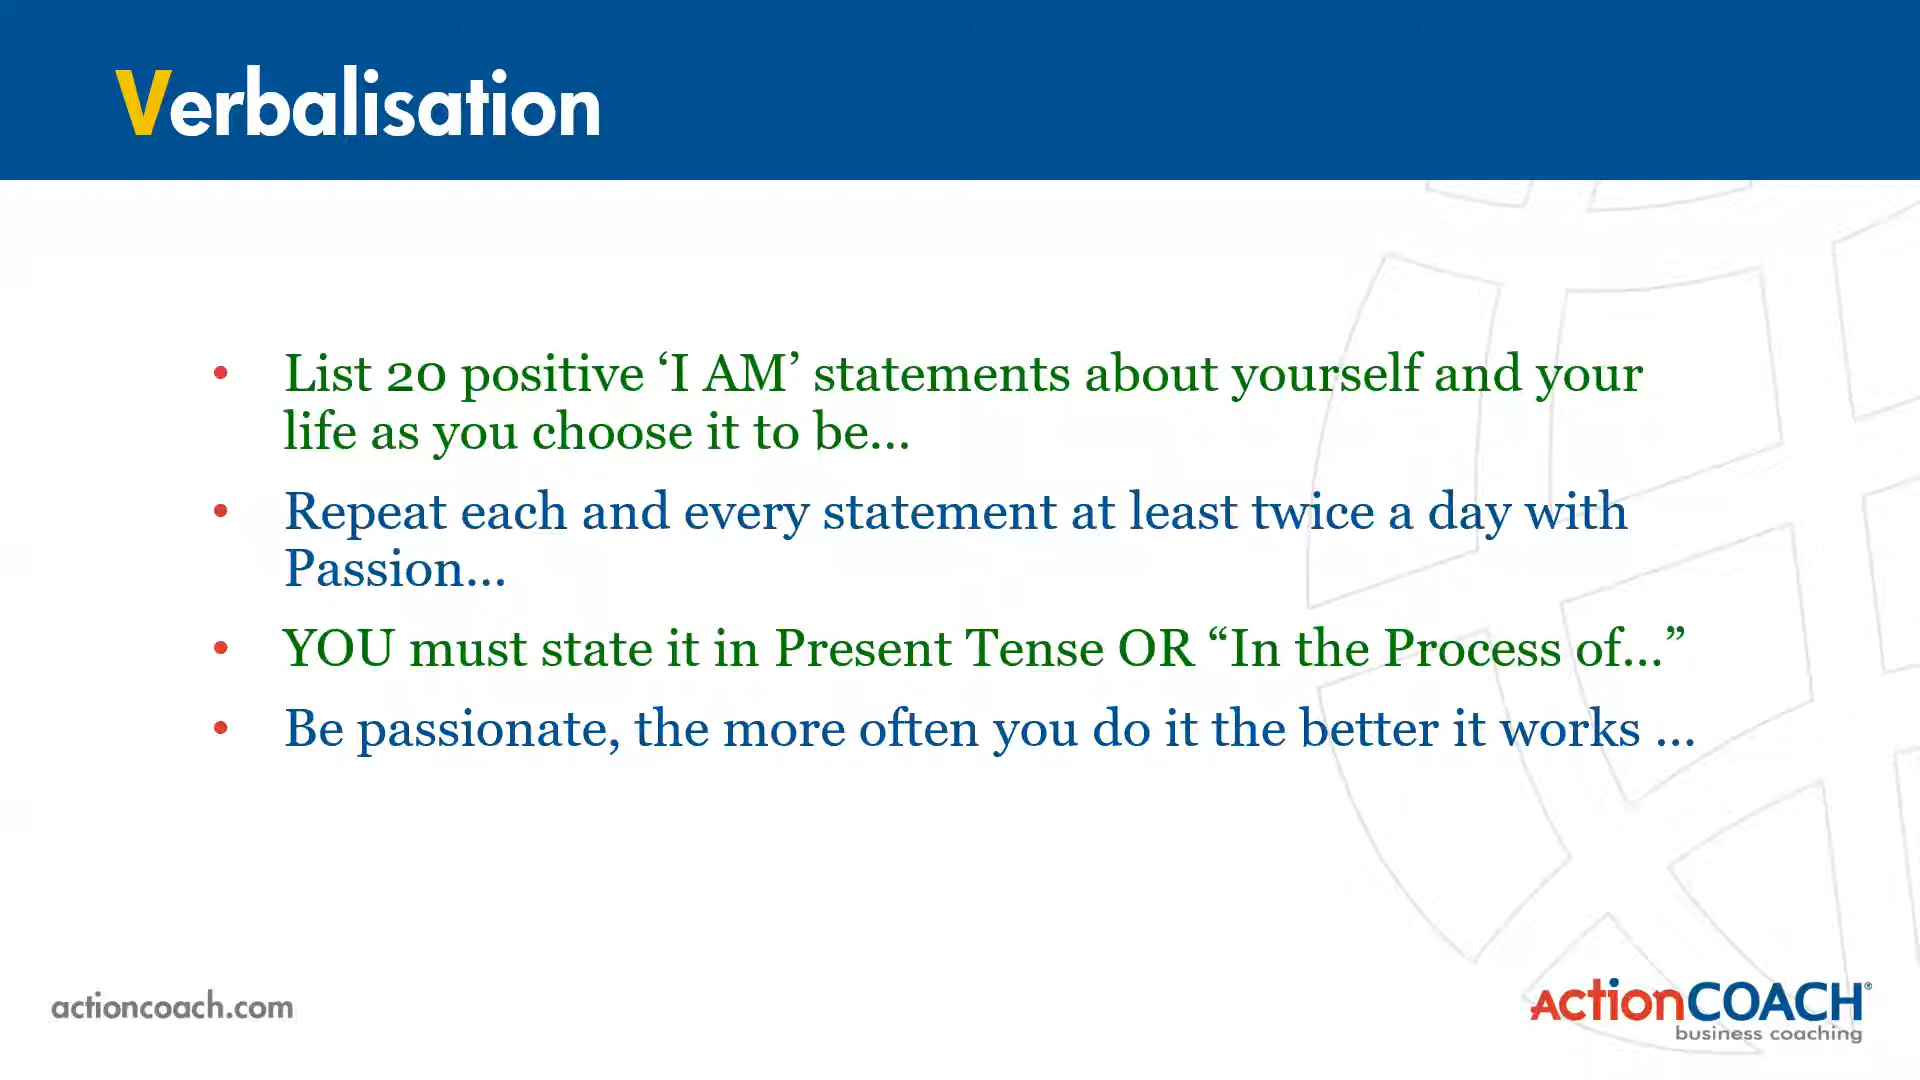 Verbalisation
• List 20 positive ‘I AM’ statements about yourself and your
life as you choose it to be...
• Repeat each and every statement at least twice a day with
Passion...
• YOU must state it in Present Tense OR “In the Process of...”
• Be passionate, the more often you do it the better it works ...
actioncoach.com
ActionCOACH®
business coaching